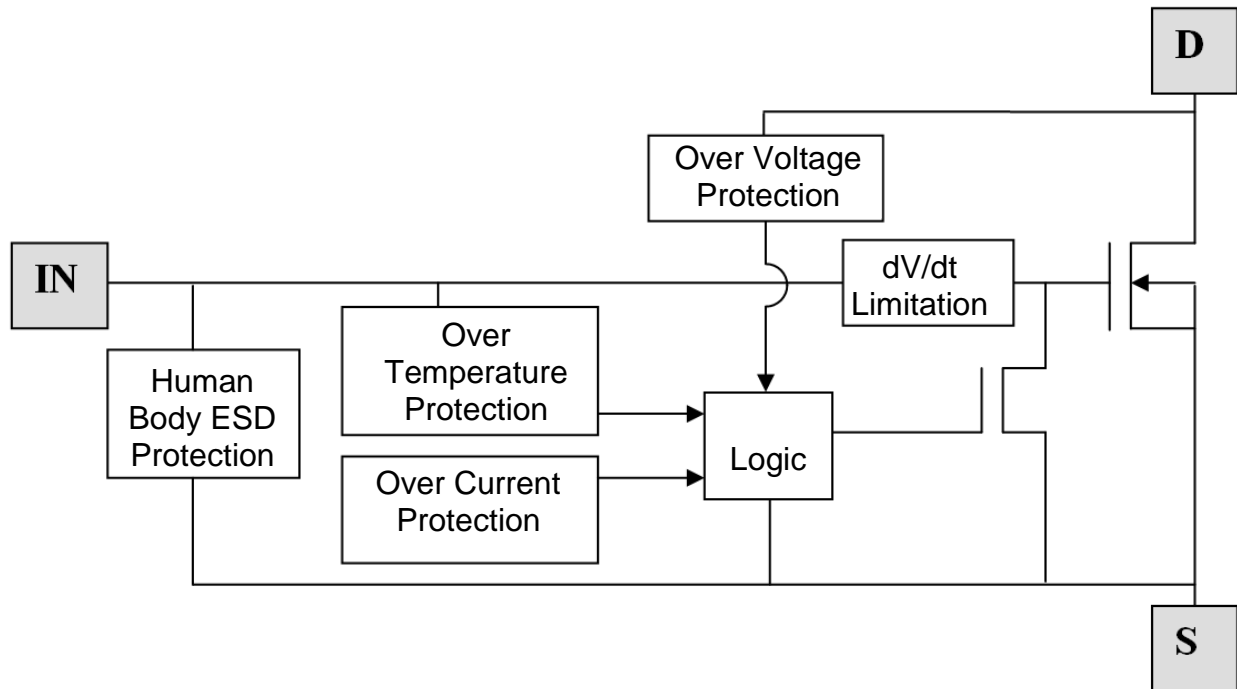 D
Over Voltage
Protection
IN
dV/dt
Limitation
Over
Temperature
Protection
Human
Body ESD
Protection
Logic
Over Current
Protection
S